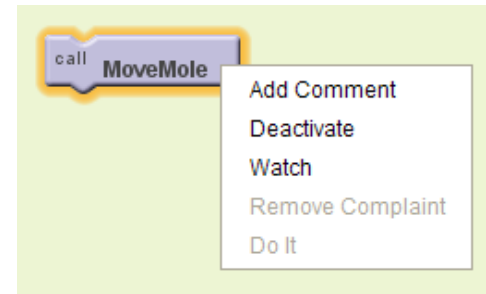 call MoveMole
Add Comment
Deactivate
Watch
Remove Complaint
Do It